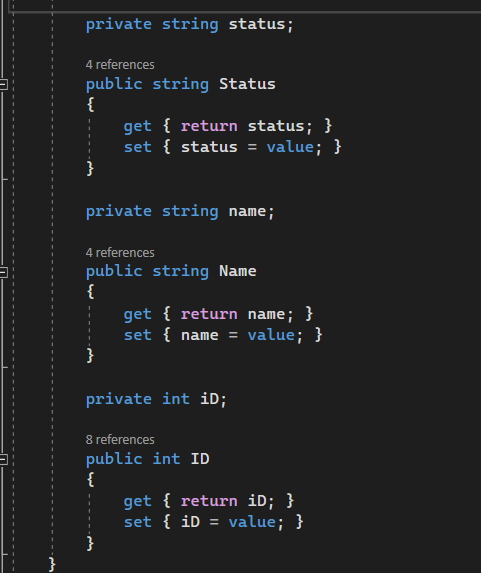 private string status;
4 references
public string Status
{
get { return status; }
set { status = value; }
}
private string name;
4 references
public string Name
{
get { return name; }
set { name = value; }
}
private int iD;
8 references
public int ID
{
get { return iD; }
set { iD = value; }
}
}